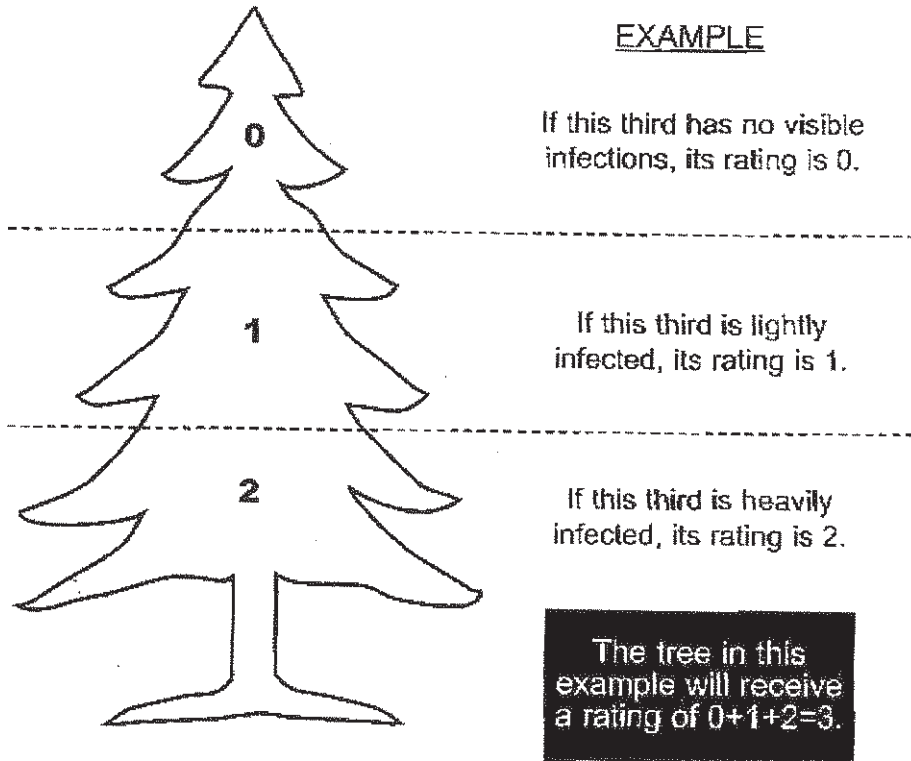 EXAMPLE
0
If this third has no visible
infections, its rating is 0.
1
If this third is lightly
infected, its rating is 1.
2
If this third is heavily
infected, its rating is 2.
The tree in this
example will receive
a rating of 0+1+2=3.